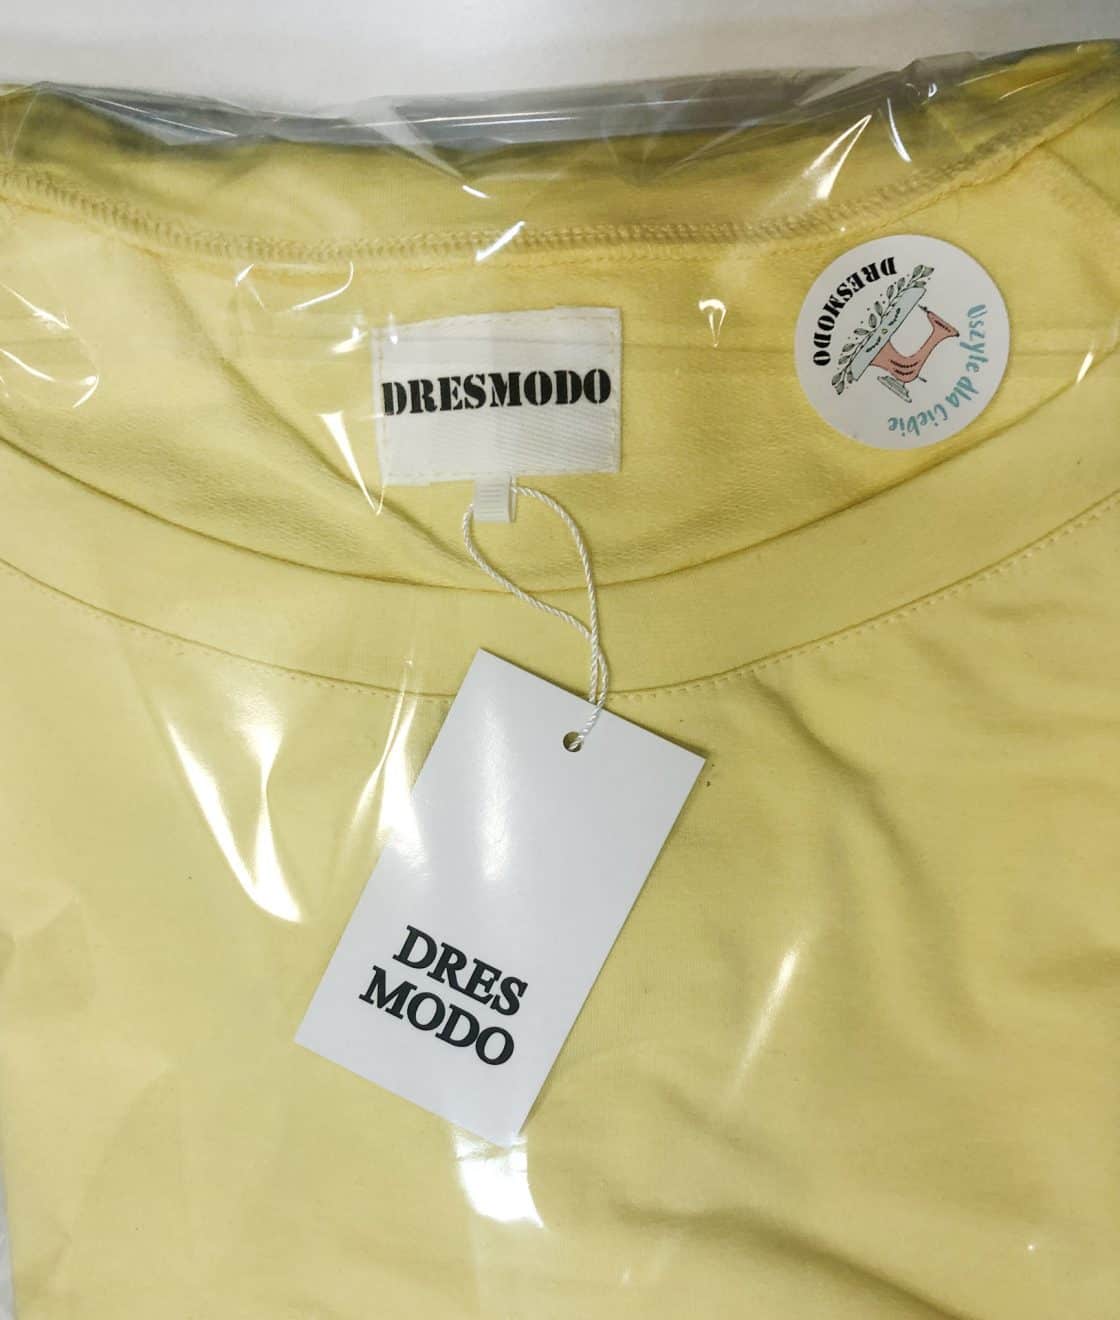 DRESMODO
DRESMODO
Uszyte dla Ciebie
DRES
MODO